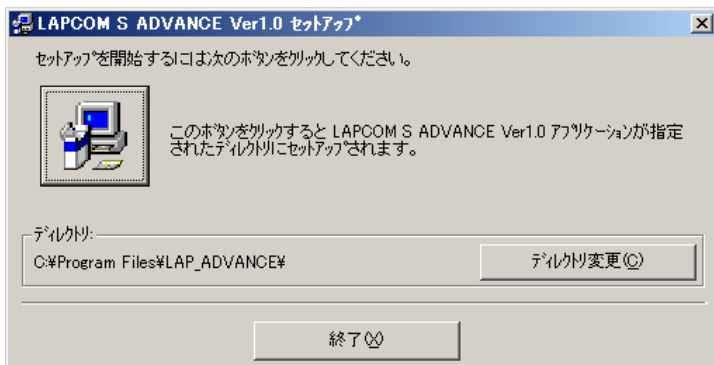 LAPCOM S ADVANCE Ver1.0 ｾｯﾄｱｯﾌﾟ
ｾｯﾄｱｯﾌﾟを開始するには次のﾎﾞﾀﾝをｸﾘｯｸしてください。
このﾎﾞﾀﾝをｸﾘｯｸすると LAPCOM S ADVANCE Ver1.0 ｱﾌﾟﾘｹｰｼｮﾝが指定
されたﾃﾞｨﾚｸﾄﾘにｾｯﾄｱｯﾌﾟされます。
ﾃﾞｨﾚｸﾄﾘ:
C:¥Program Files¥LAP_ADVANCE¥
ﾃﾞｨﾚｸﾄﾘ変更(C)
終了(X)